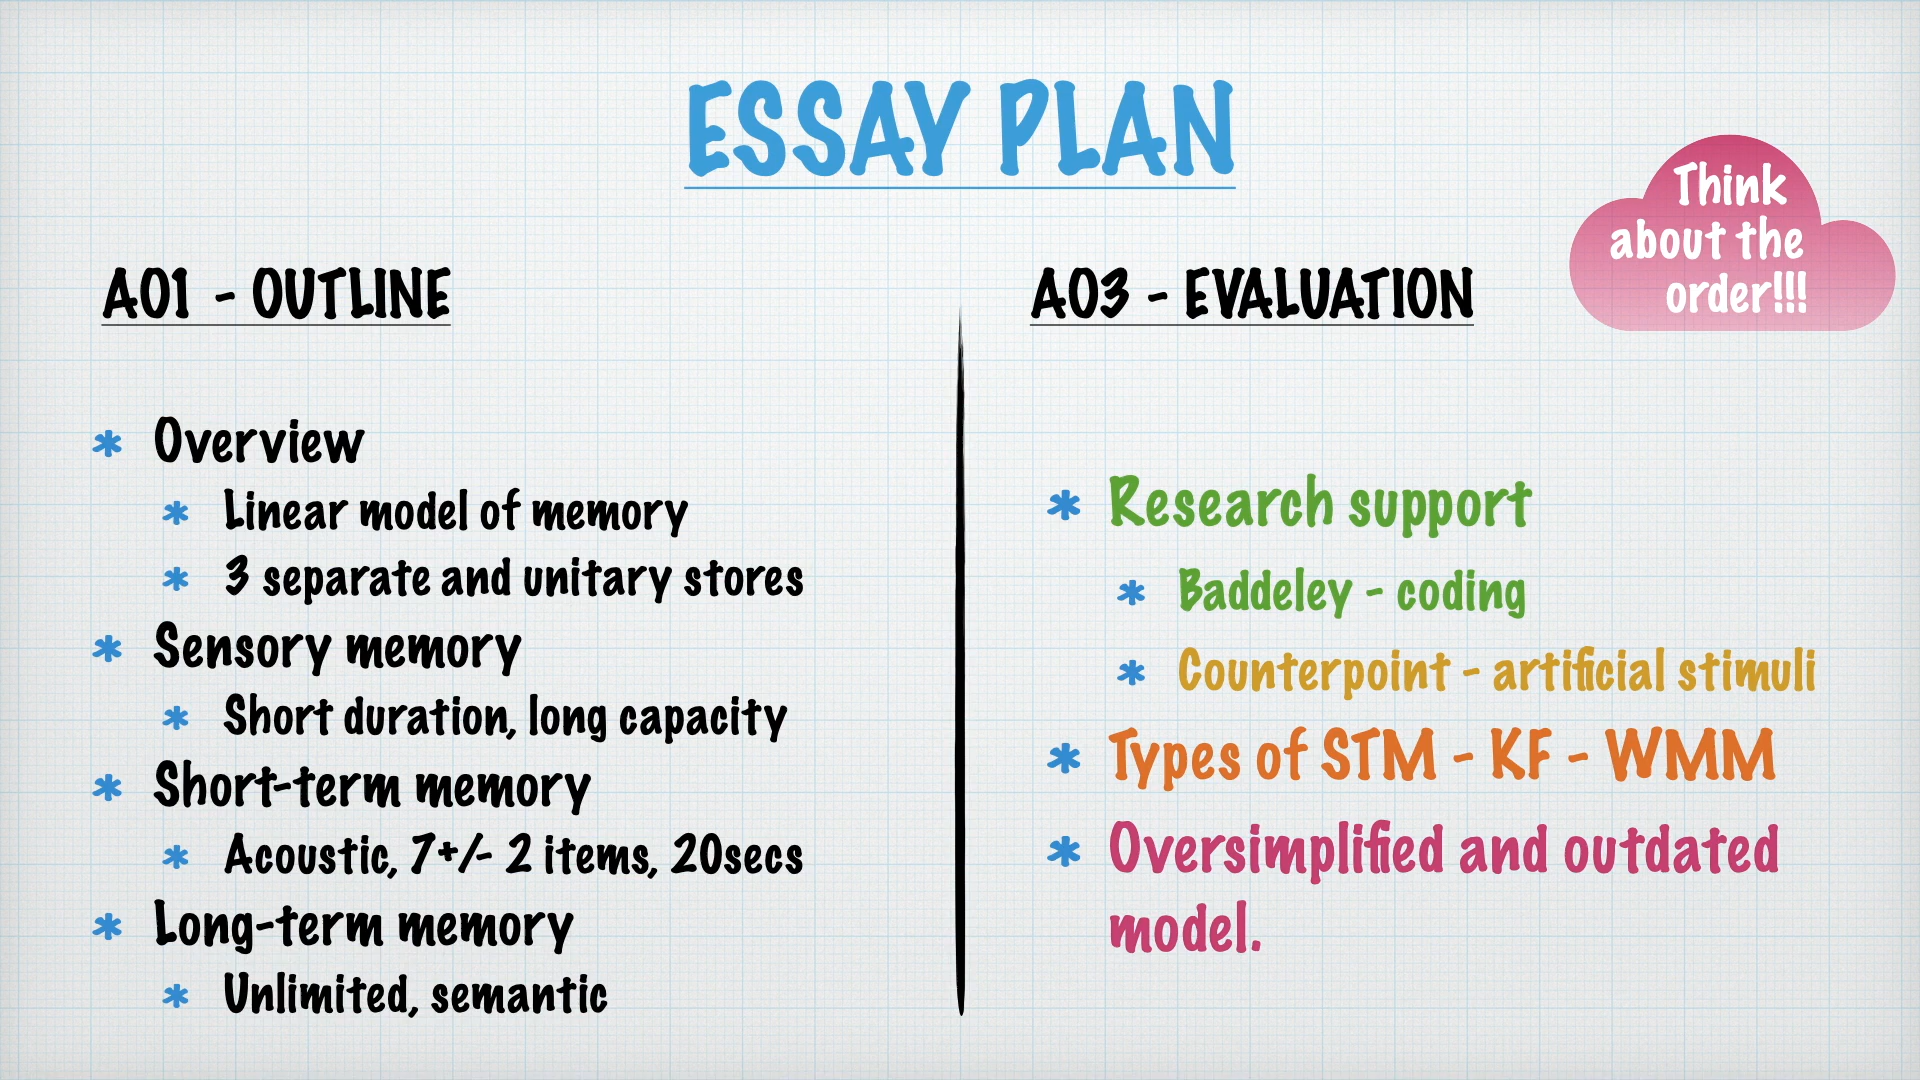 ESSAY PLAN
Think
about the
order!!!
AO1 - OUTLINE
Overview
Linear model of memory
3 separate and unitary stores
Sensory memory
Short duration, long capacity
Short-term memory
Acoustic, 7+/- 2 items, 20secs
Long-term memory
Unlimited, semantic
AO3 - EVALUATION
Research support
Baddeley - coding
Counterpoint - artificial stimuli
Types of STM - KF - WMM
Oversimplified and outdated
model.